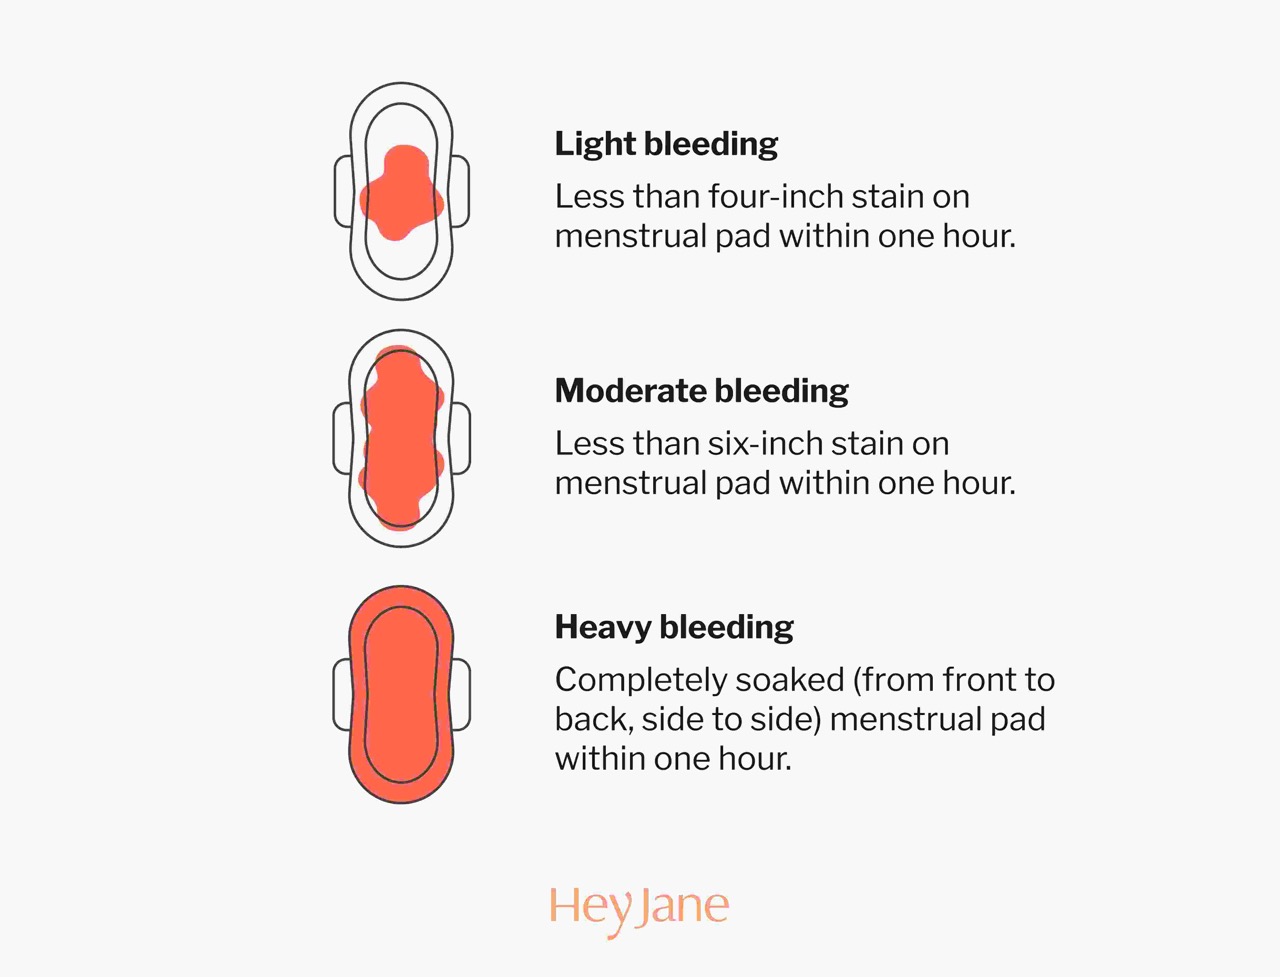 Light bleeding
Less than four-inch stain on
menstrual pad within one hour.
Moderate bleeding
Less than six-inch stain on
menstrual pad within one hour.
Heavy bleeding
Completely soaked (from front to
back, side to side) menstrual pad
within one hour.
Hey Jane